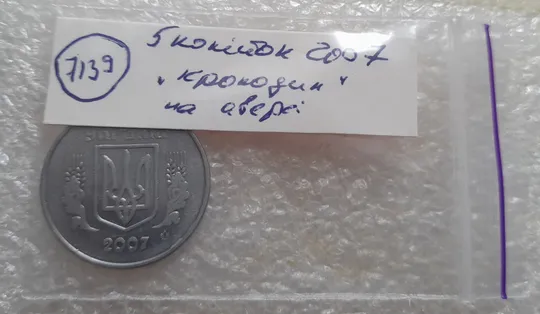 7139
5 копійок 2007
„крокодил“
на аверсі
2007